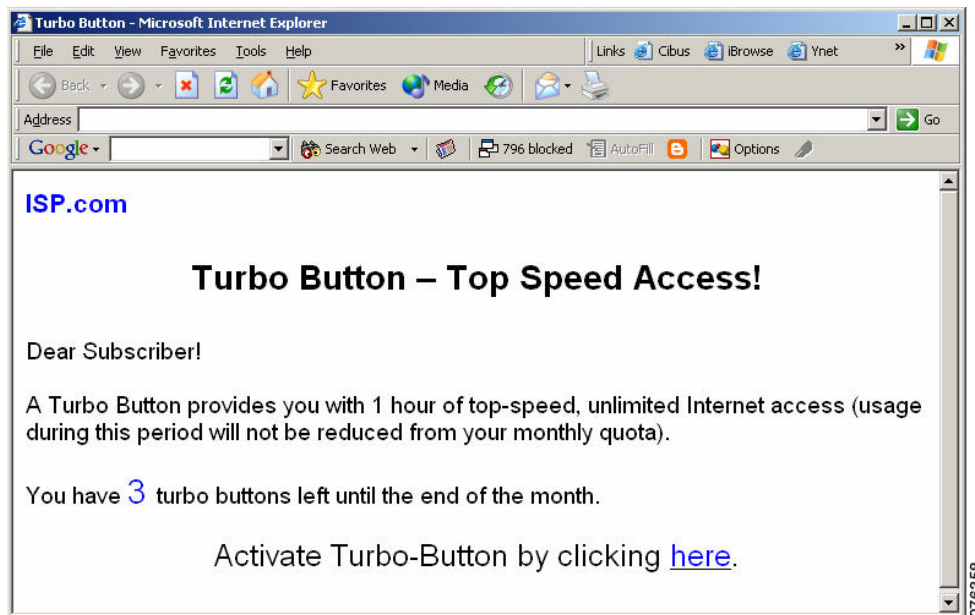 Turbo Button - Microsoft Internet Explorer
File Edit View Favorites Tools Help Links Cibus iBrowse Ynet »
Back Favorites Media
Address Go
Google Search Web 796 blocked AutoFill Options
ISP.com
Turbo Button – Top Speed Access!
Dear Subscriber!
A Turbo Button provides you with 1 hour of top-speed, unlimited Internet access (usage
during this period will not be reduced from your monthly quota).
You have 3 turbo buttons left until the end of the month.
Activate Turbo-Button by clicking here.